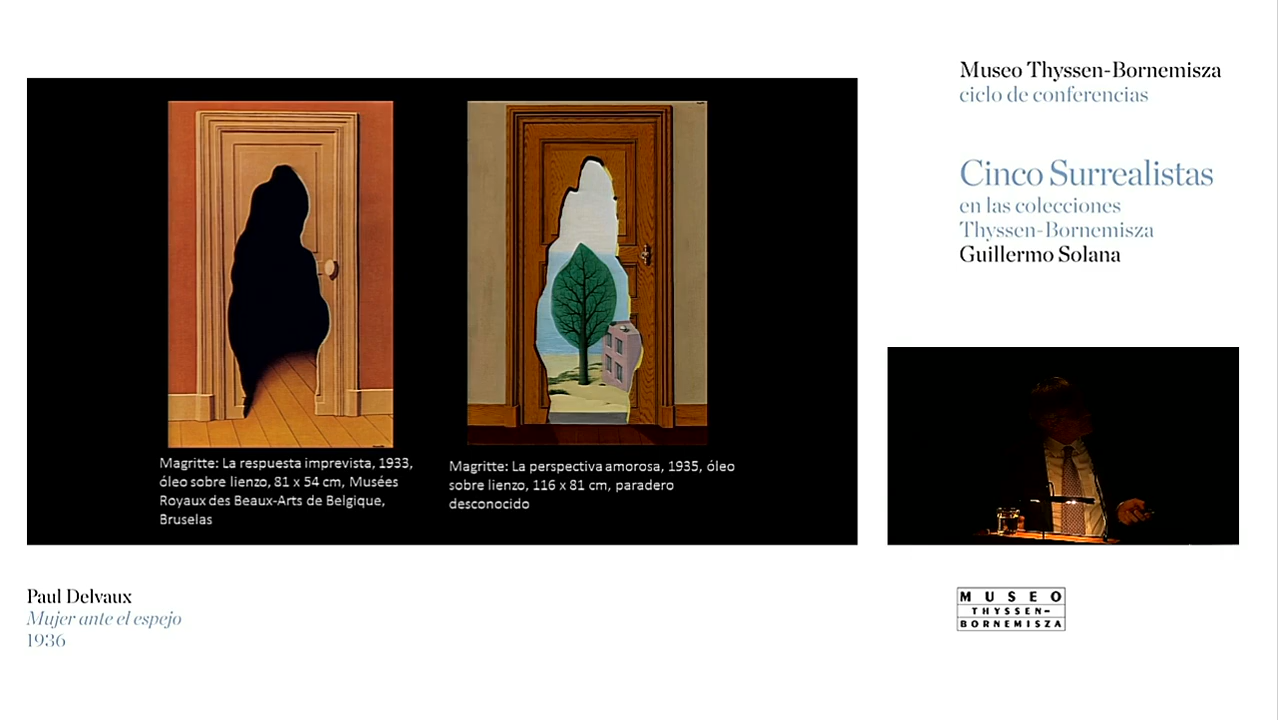 Museo Thyssen-Bornemisza
ciclo de conferencias
Cinco Surrealistas
en las colecciones
Thyssen-Bornemisza
Guillermo Solana
Magritte: La respuesta imprevista, 1933,
óleo sobre lienzo, 81 x 54 cm, Musées
Royaux des Beaux-Arts de Belgique,
Bruselas
Magritte: La perspectiva amorosa, 1935, óleo
sobre lienzo, 116 x 81 cm, paradero
desconocido
Paul Delvaux
Mujer ante el espejo
1936
MUSEO
THYSSEN-
BORNEMISZA